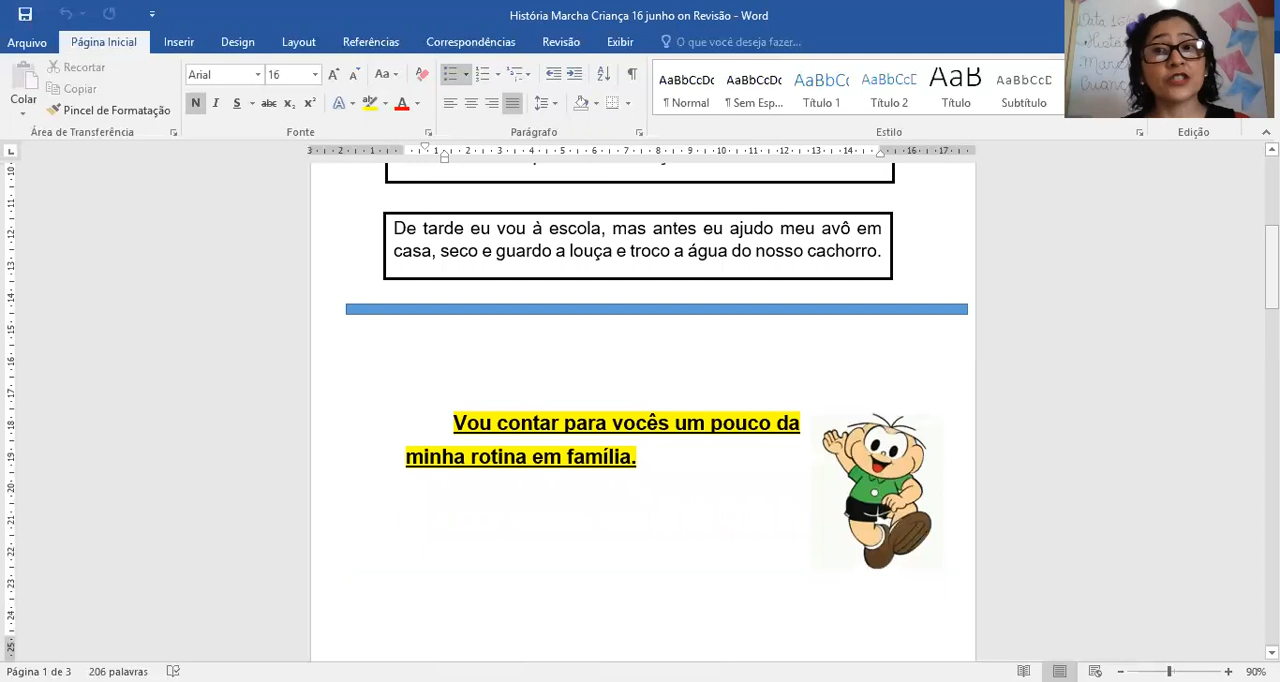 História Marcha Criança 16 junho on Revisão - Word
Arquivo Página Inicial Inserir Design Layout Referências Correspondências Revisão Exibir O que você deseja fazer...
Colar
Recortar
Copiar
Pincel de Formatação
Área de Transferência
Arial 16
Fonte
Parágrafo
AaBbCcDc AaBbCcDc AaBbCc AaBbCcD AaB AaBbCcD
¶ Normal ¶ Sem Esp... Título 1 Título 2 Título Subtítulo
Estilo
Edição
Data 16
De tarde eu vou à escola, mas antes eu ajudo meu avô em
casa, seco e guardo a louça e troco a água do nosso cachorro.
Vou contar para vocês um pouco da
minha rotina em família.
Página 1 de 3 206 palavras 90%